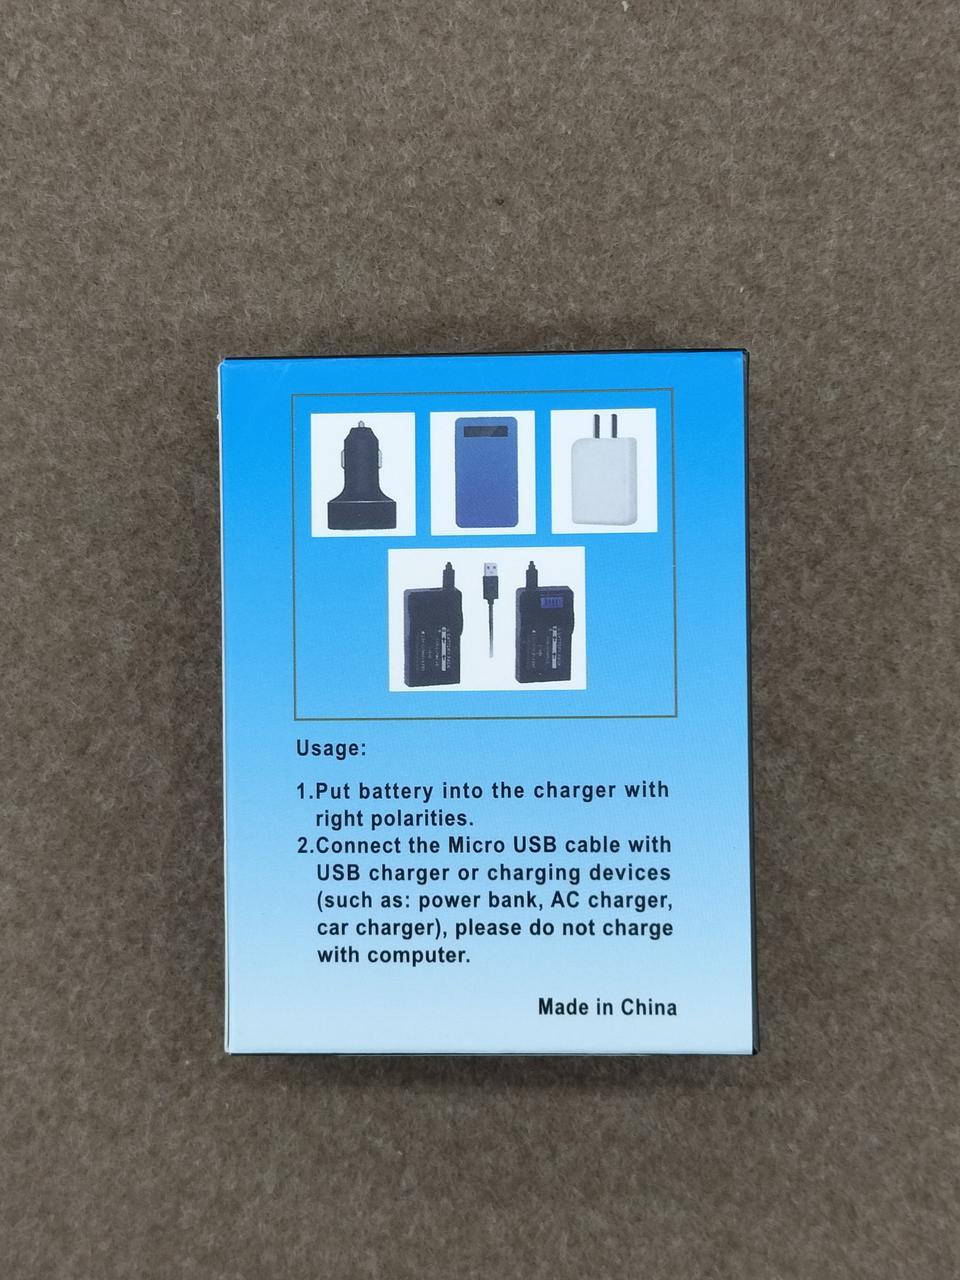 Usage:
1.Put battery into the charger with
right polarities.
2.Connect the Micro USB cable with
USB charger or charging devices
(such as: power bank, AC charger,
car charger), please do not charge
with computer.
Made in China